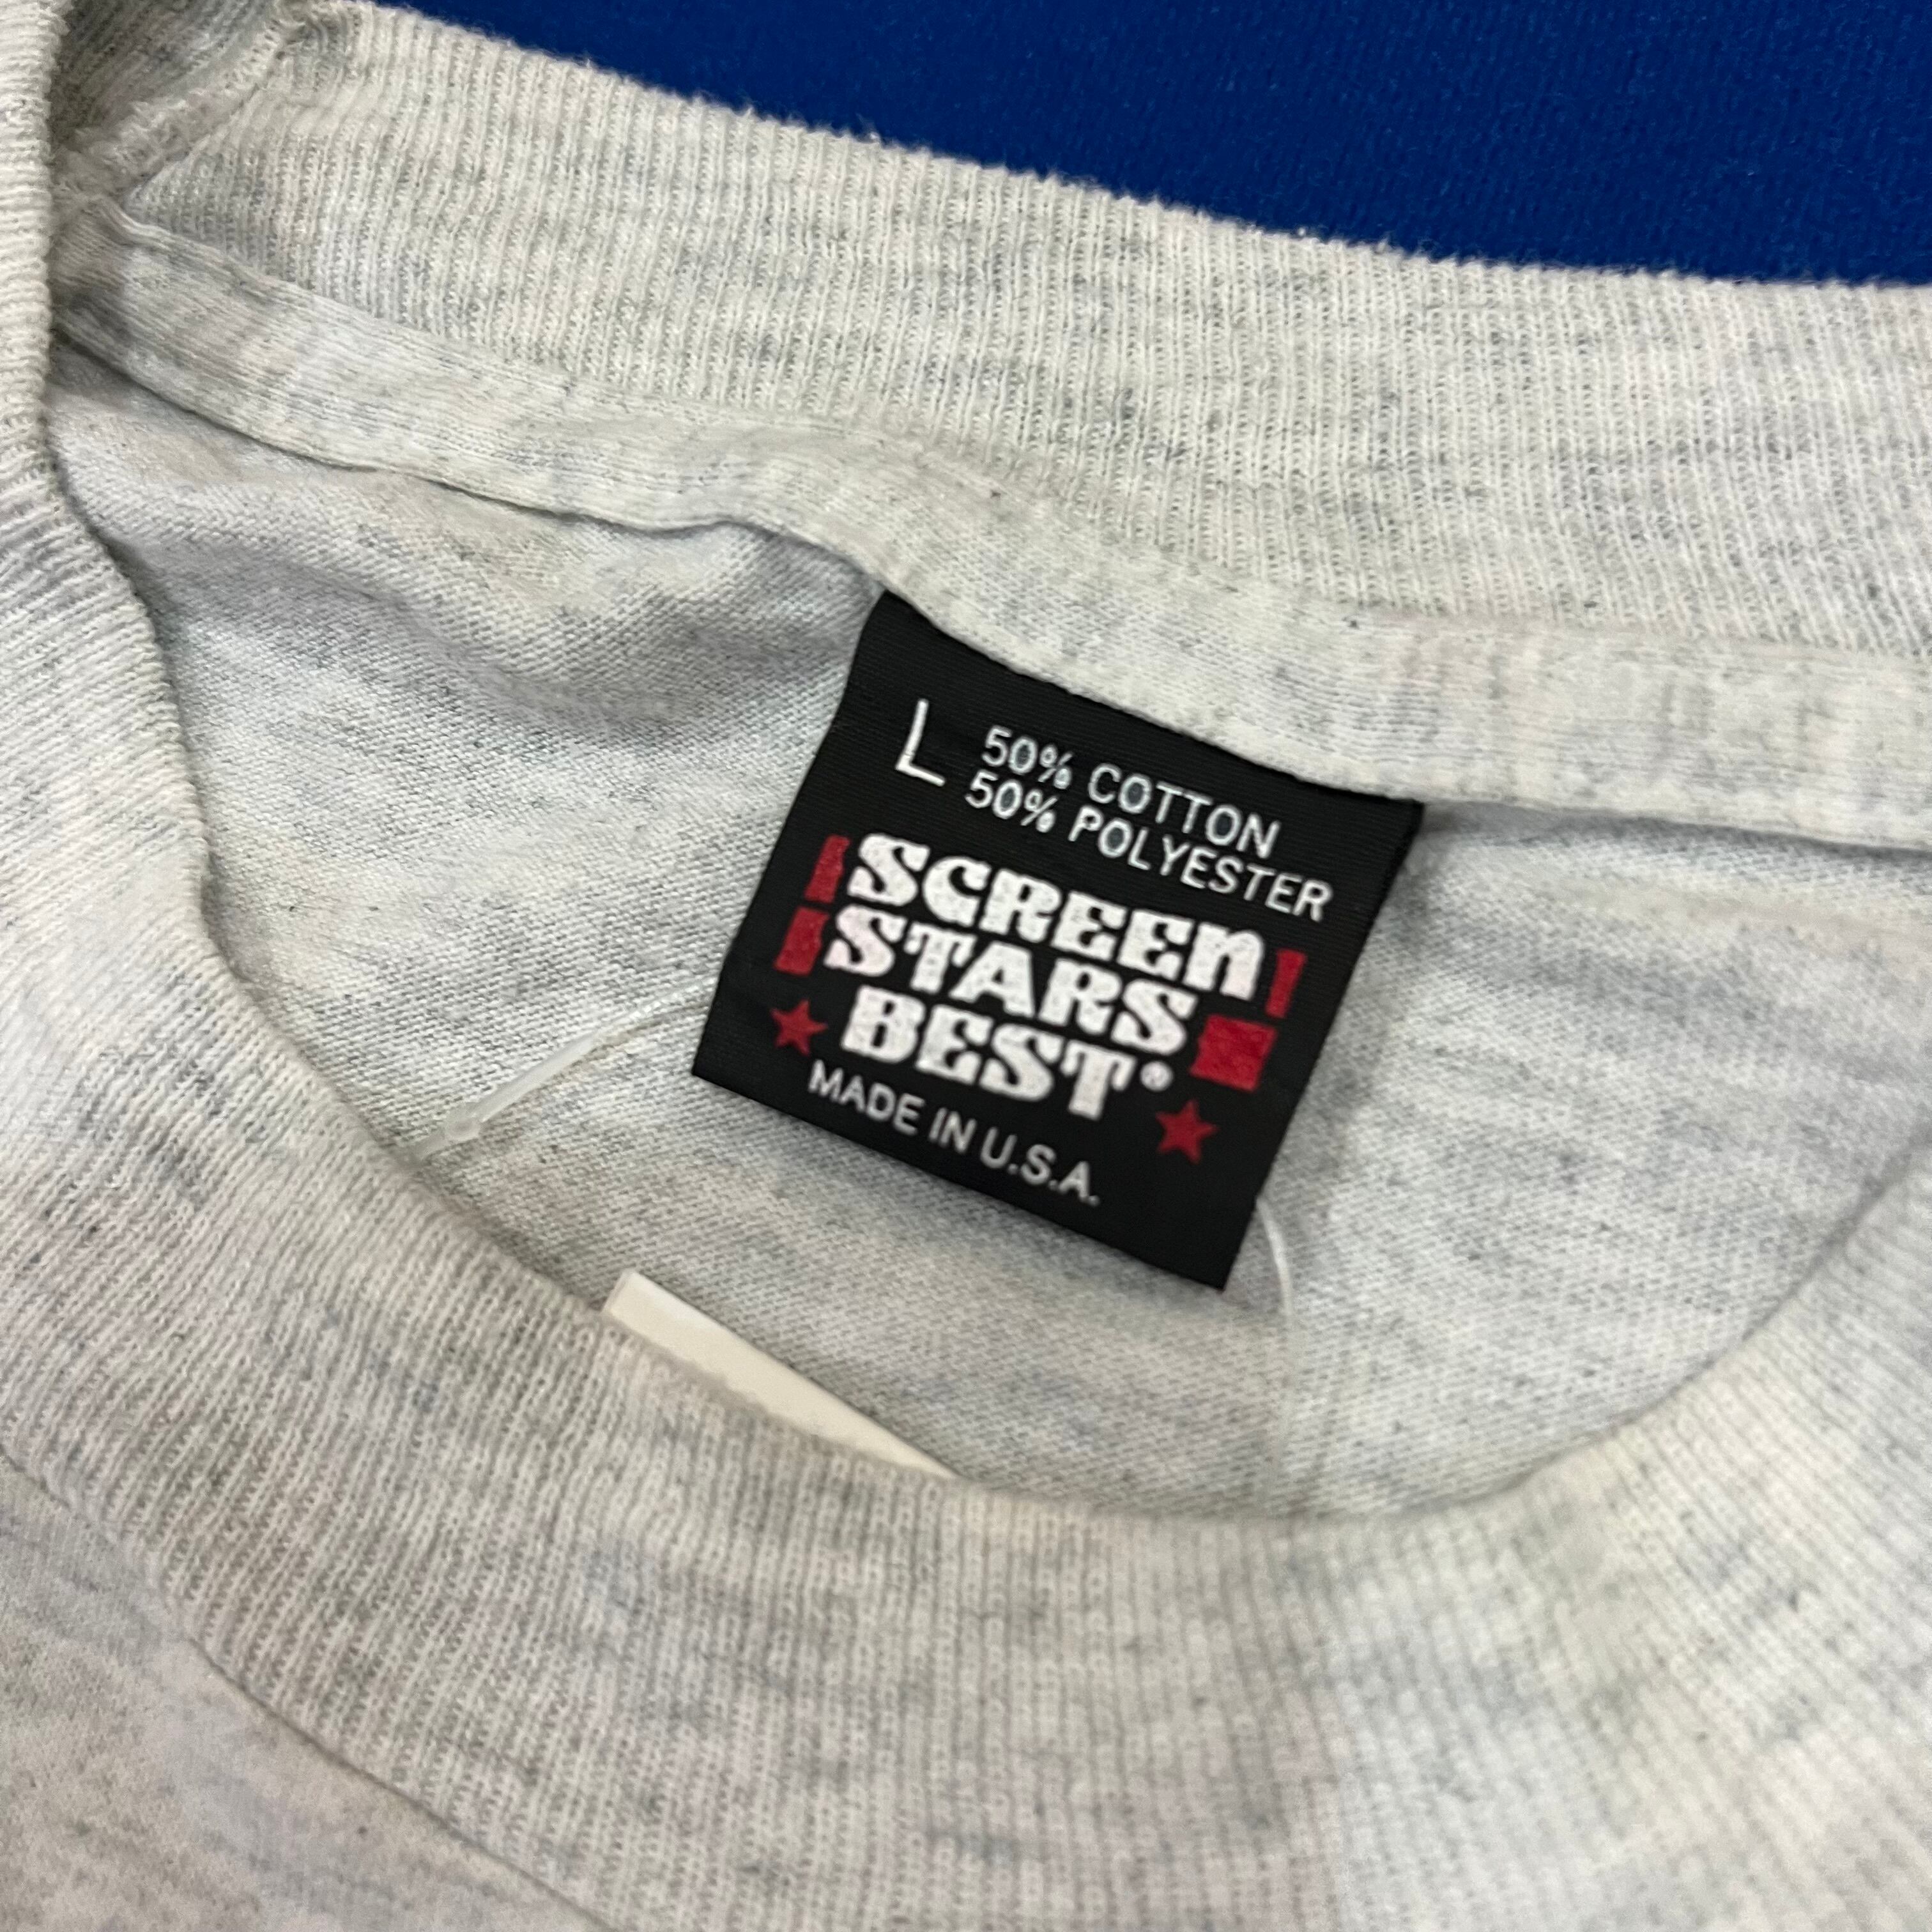 L 50% COTTON
50% POLYESTER
SCREEN
STARS
BEST®
MADE IN U.S.A.